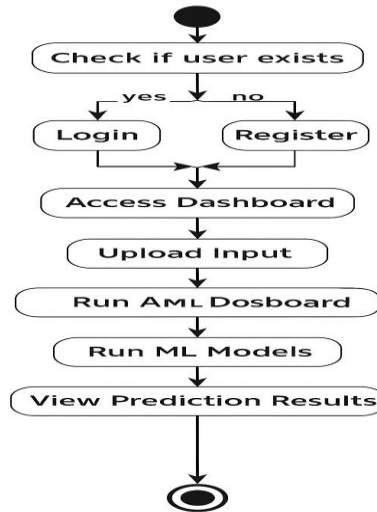 Check if user exists
yes no
Login Register
Access Dashboard
Upload Input
Run AML Dosboard
Run ML Models
View Prediction Results